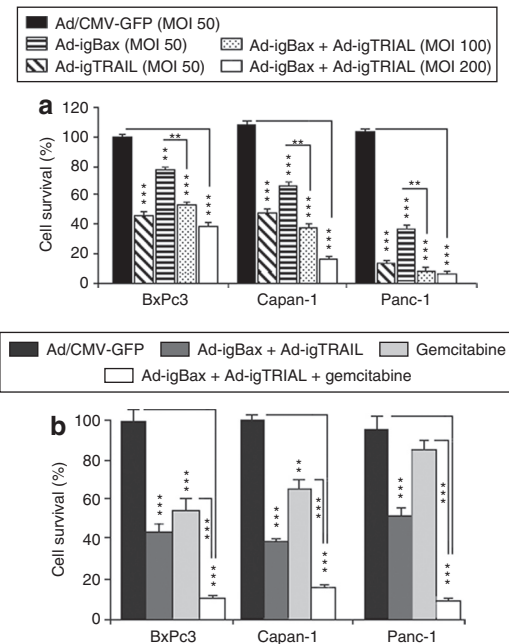 Ad/CMV-GFP
Ad-igBax (MOI 50) Ad-igBax + Ad-igTRIAL (MOI 100)
Ad-igTRAIL (MOI 50) Ad-igBax + Ad-igTRIAL (MOI 200)
a
120
100
80
60
40
20
0
Cell survival (%)
** ** **
*** ** *** ***
*** *** *** ***
*** *** *** ***
BxPc3 Capan-1 Panc-1
Ad/CMV-GFP Ad-igBax + Ad-igTRAIL Gemcitabine
Ad-igBax + Ad-igTRIAL + gemcitabine
b
100
80
60
40
20
0
Cell survival (%)
*** *** *** ***
*** ** *** ***
*** *** ***
BxPc3 Capan-1 Panc-1